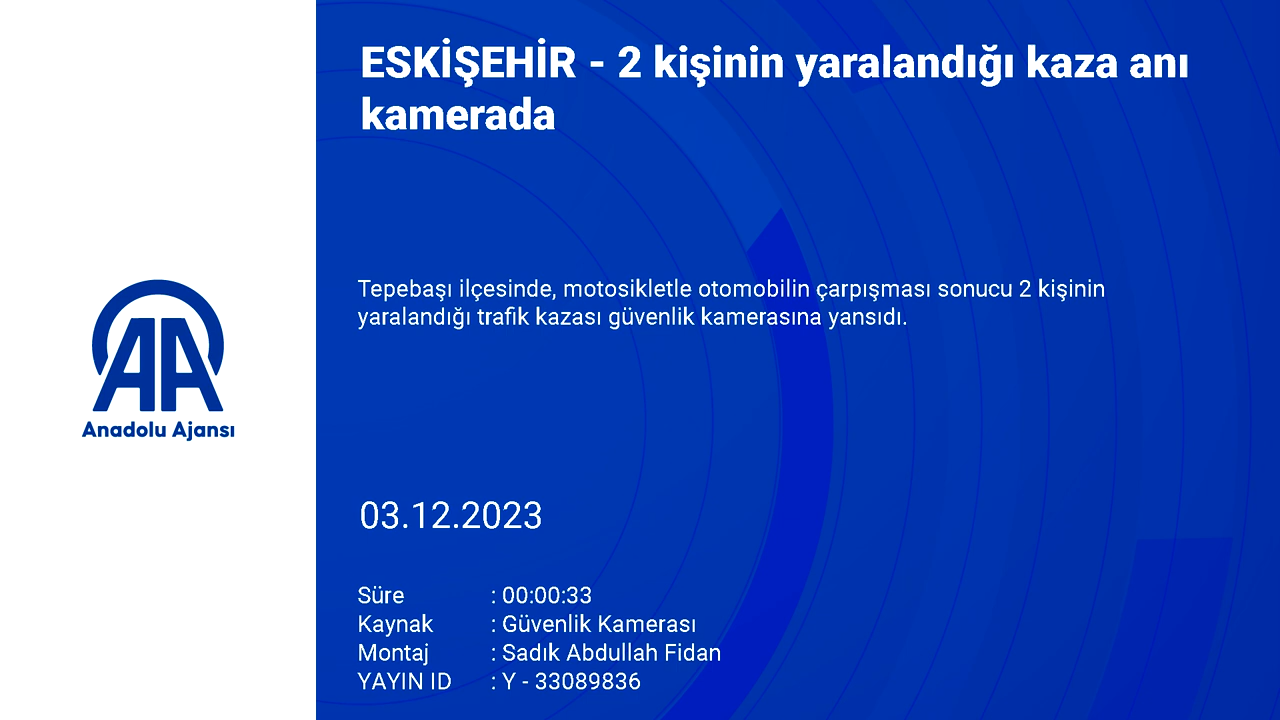 ESKİŞEHİR - 2 kişinin yaralandığı kaza anı
kamerada
Tepebaşı ilçesinde, motosikletle otomobilin çarpışması sonucu 2 kişinin
yaralandığı trafik kazası güvenlik kamerasına yansıdı.
AA
Anadolu Ajansı
03.12.2023
Süre : 00:00:33
Kaynak : Güvenlik Kamerası
Montaj : Sadık Abdullah Fidan
YAYIN ID : Y - 33089836